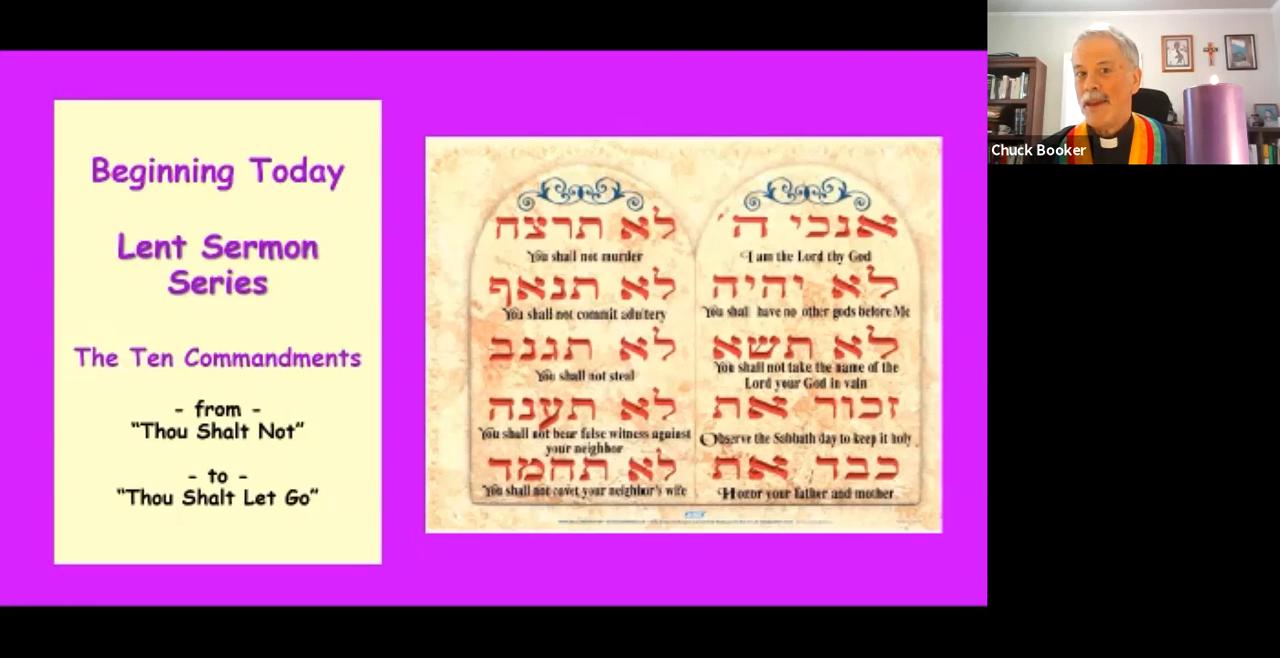 Beginning Today
Lent Sermon
Series
The Ten Commandments
- from -
“Thou Shalt Not”
- to -
“Thou Shalt Let Go”
אנכי ה׳
I am the Lord thy God
לא יהיה
You shall have no other gods before Me
לא תשא
You shall not take the name of the
Lord your God in vain
זכור את
Observe the Sabbath day to keep it holy
כבד את
Honor your father and mother
לא תרצח
You shall not murder
לא תנאף
You shall not commit adultery
לא תגנב
You shall not steal
לא תענה
You shall not bear false witness against
your neighbor
לא תחמד
You shall not covet your neighbor's wife
Chuck Booker